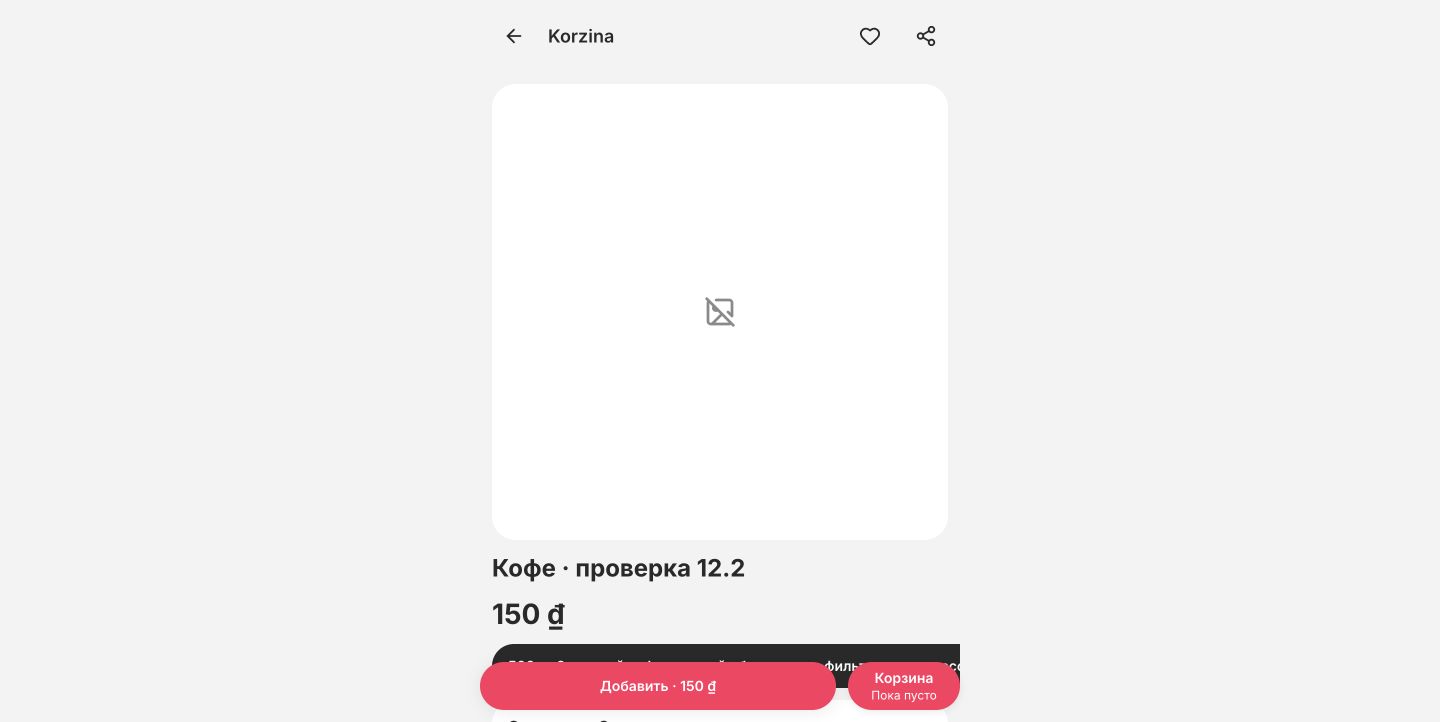 Korzina
Кофе · проверка 12.2
150 ₫
Добавить · 150 ₫
Корзина
Пока пусто